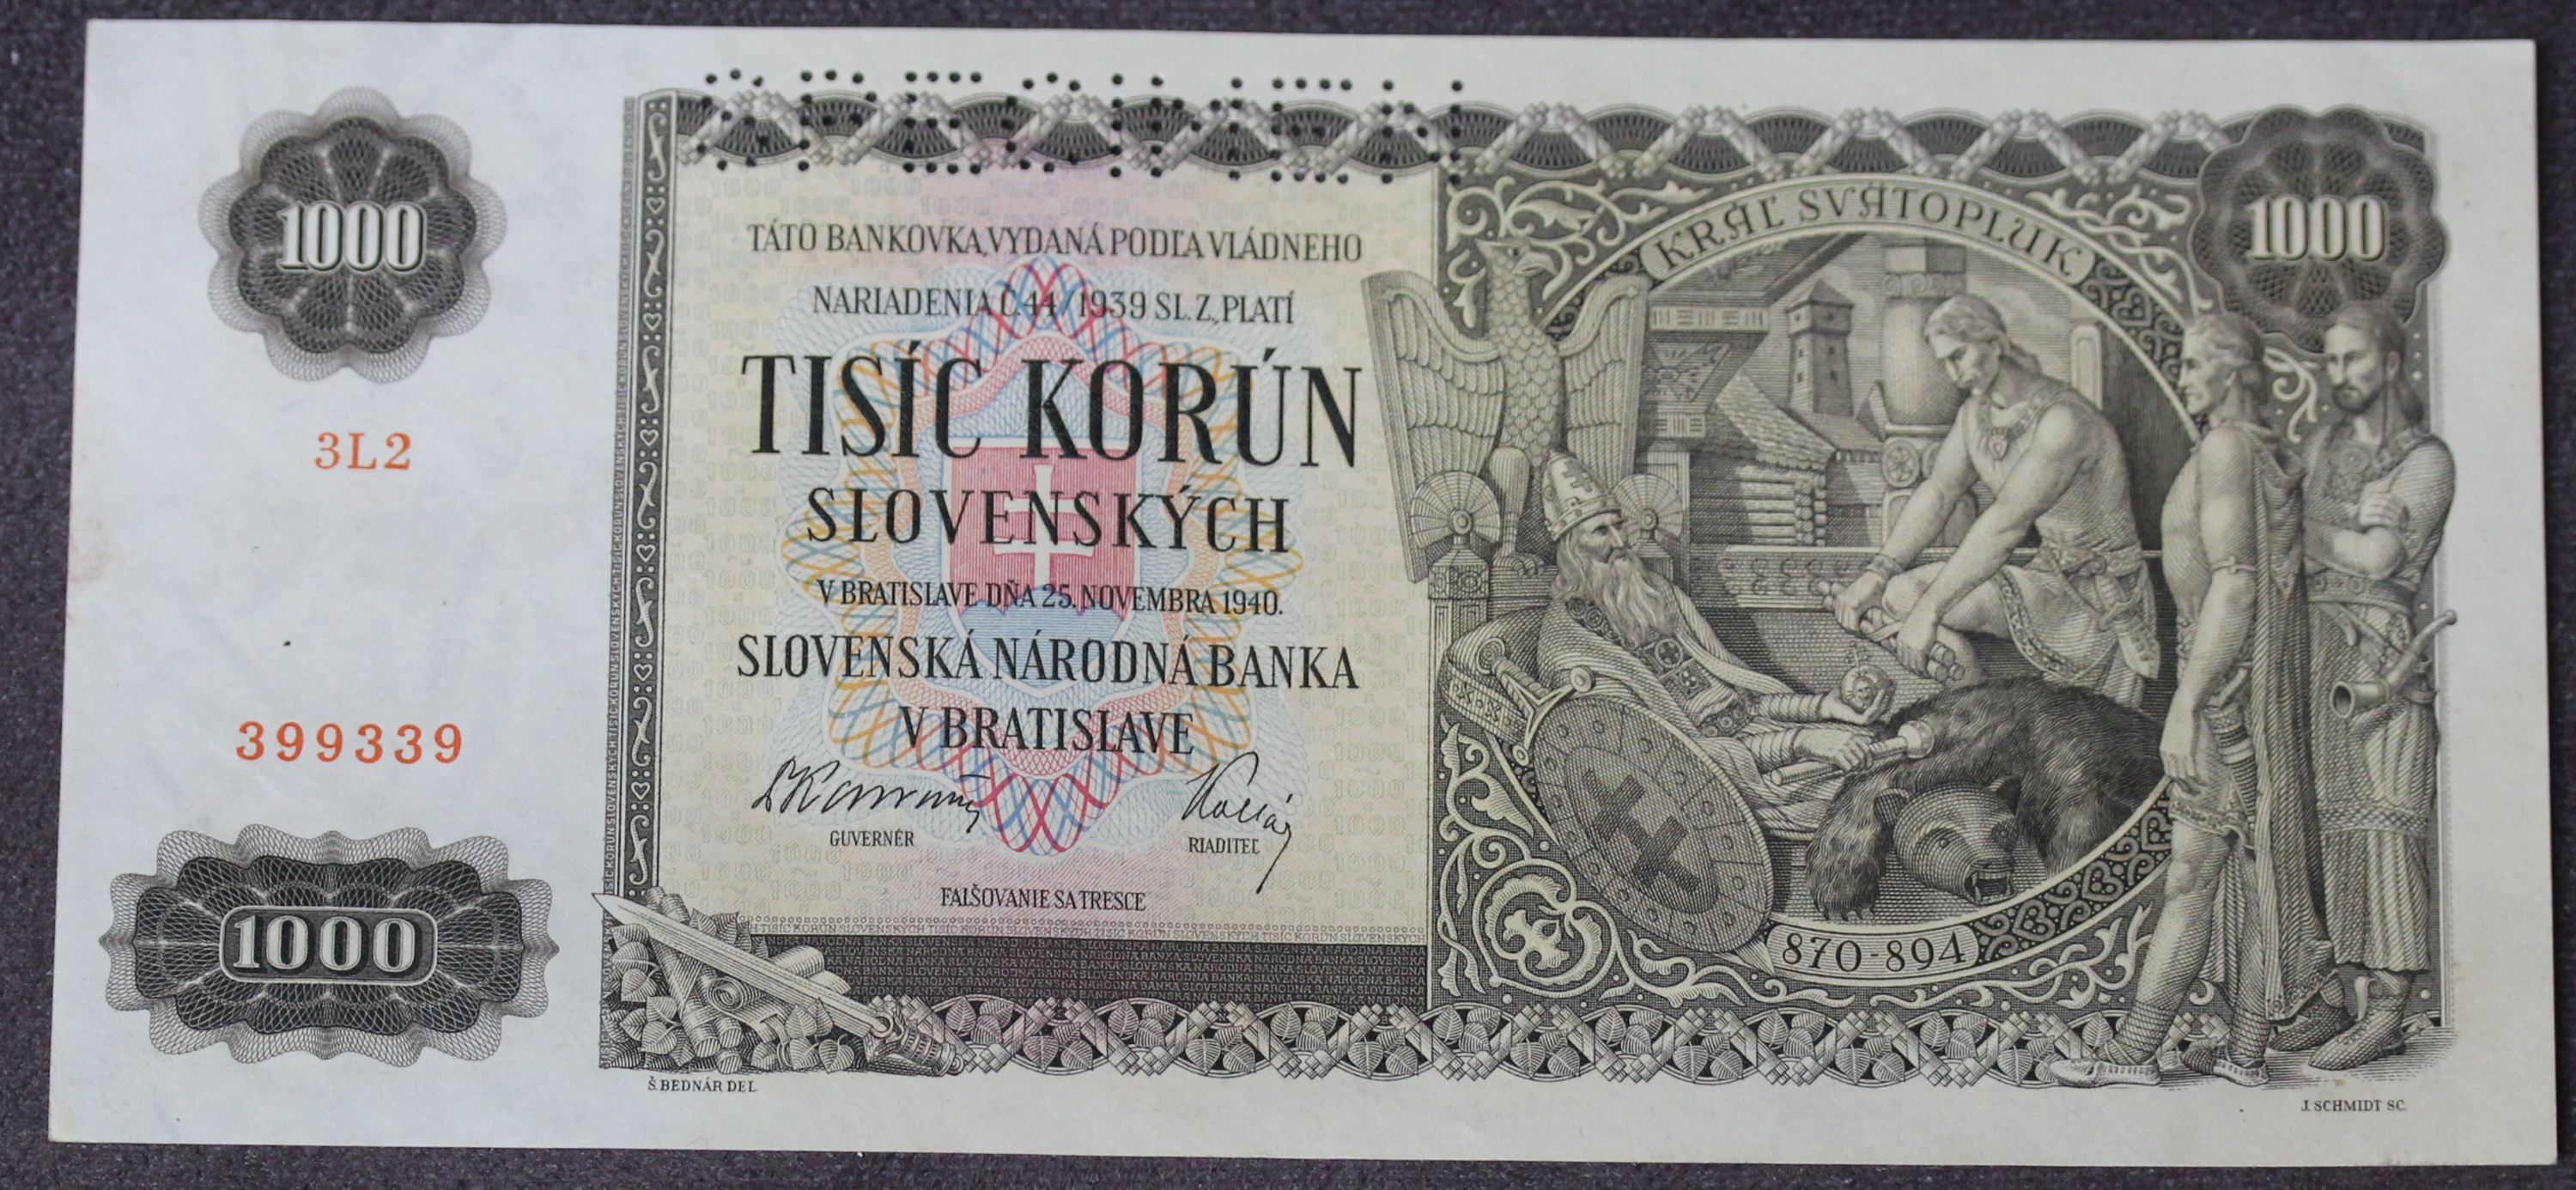 1000
3L2
399339
1000
TÁTO BANKOVKA, VYDANÁ PODĽA VLÁDNEHO
NARIADENIA Č. 44/1939 SL. Z., PLATÍ
TISÍC KORÚN
SLOVENSKÝCH
V BRATISLAVE DŇA 25. NOVEMBRA 1940.
SLOVENSKÁ NÁRODNÁ BANKA
V BRATISLAVE
GUVERNÉR
RIADITEĽ
FALŠOVANIE SA TRESCE
KRÁĽ SVÄTOPLUK
1000
870-894
Š. BEDNÁR DEL.
J. SCHMIDT SC.